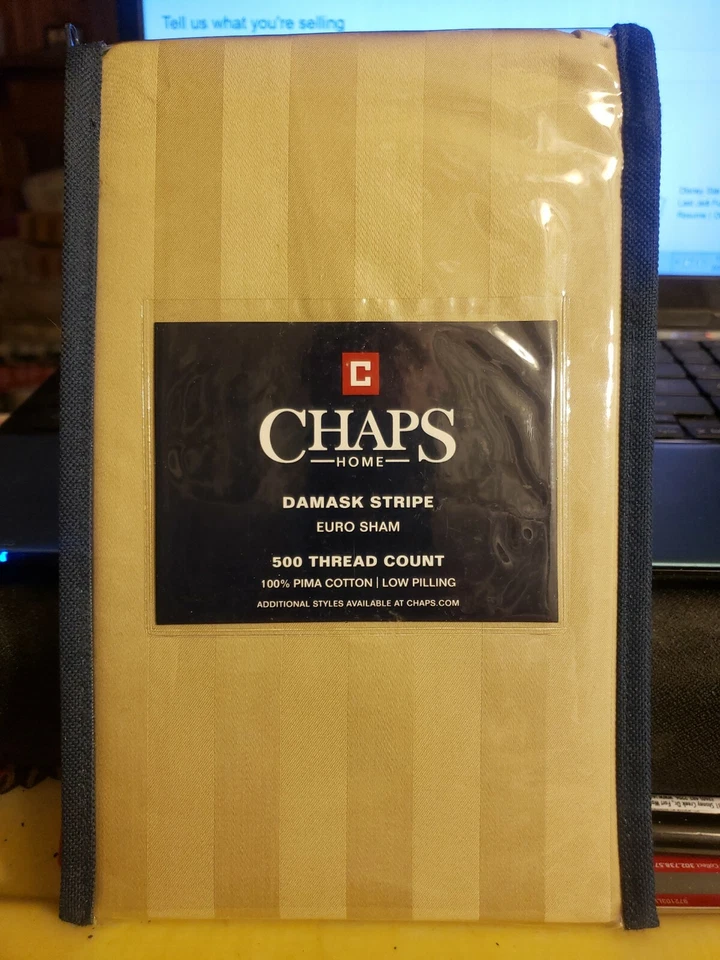 Tell us what you're selling
C
CHAPS
HOME
DAMASK STRIPE
EURO SHAM
500 THREAD COUNT
100% PIMA COTTON | LOW PILLING
ADDITIONAL STYLES AVAILABLE AT CHAPS.COM